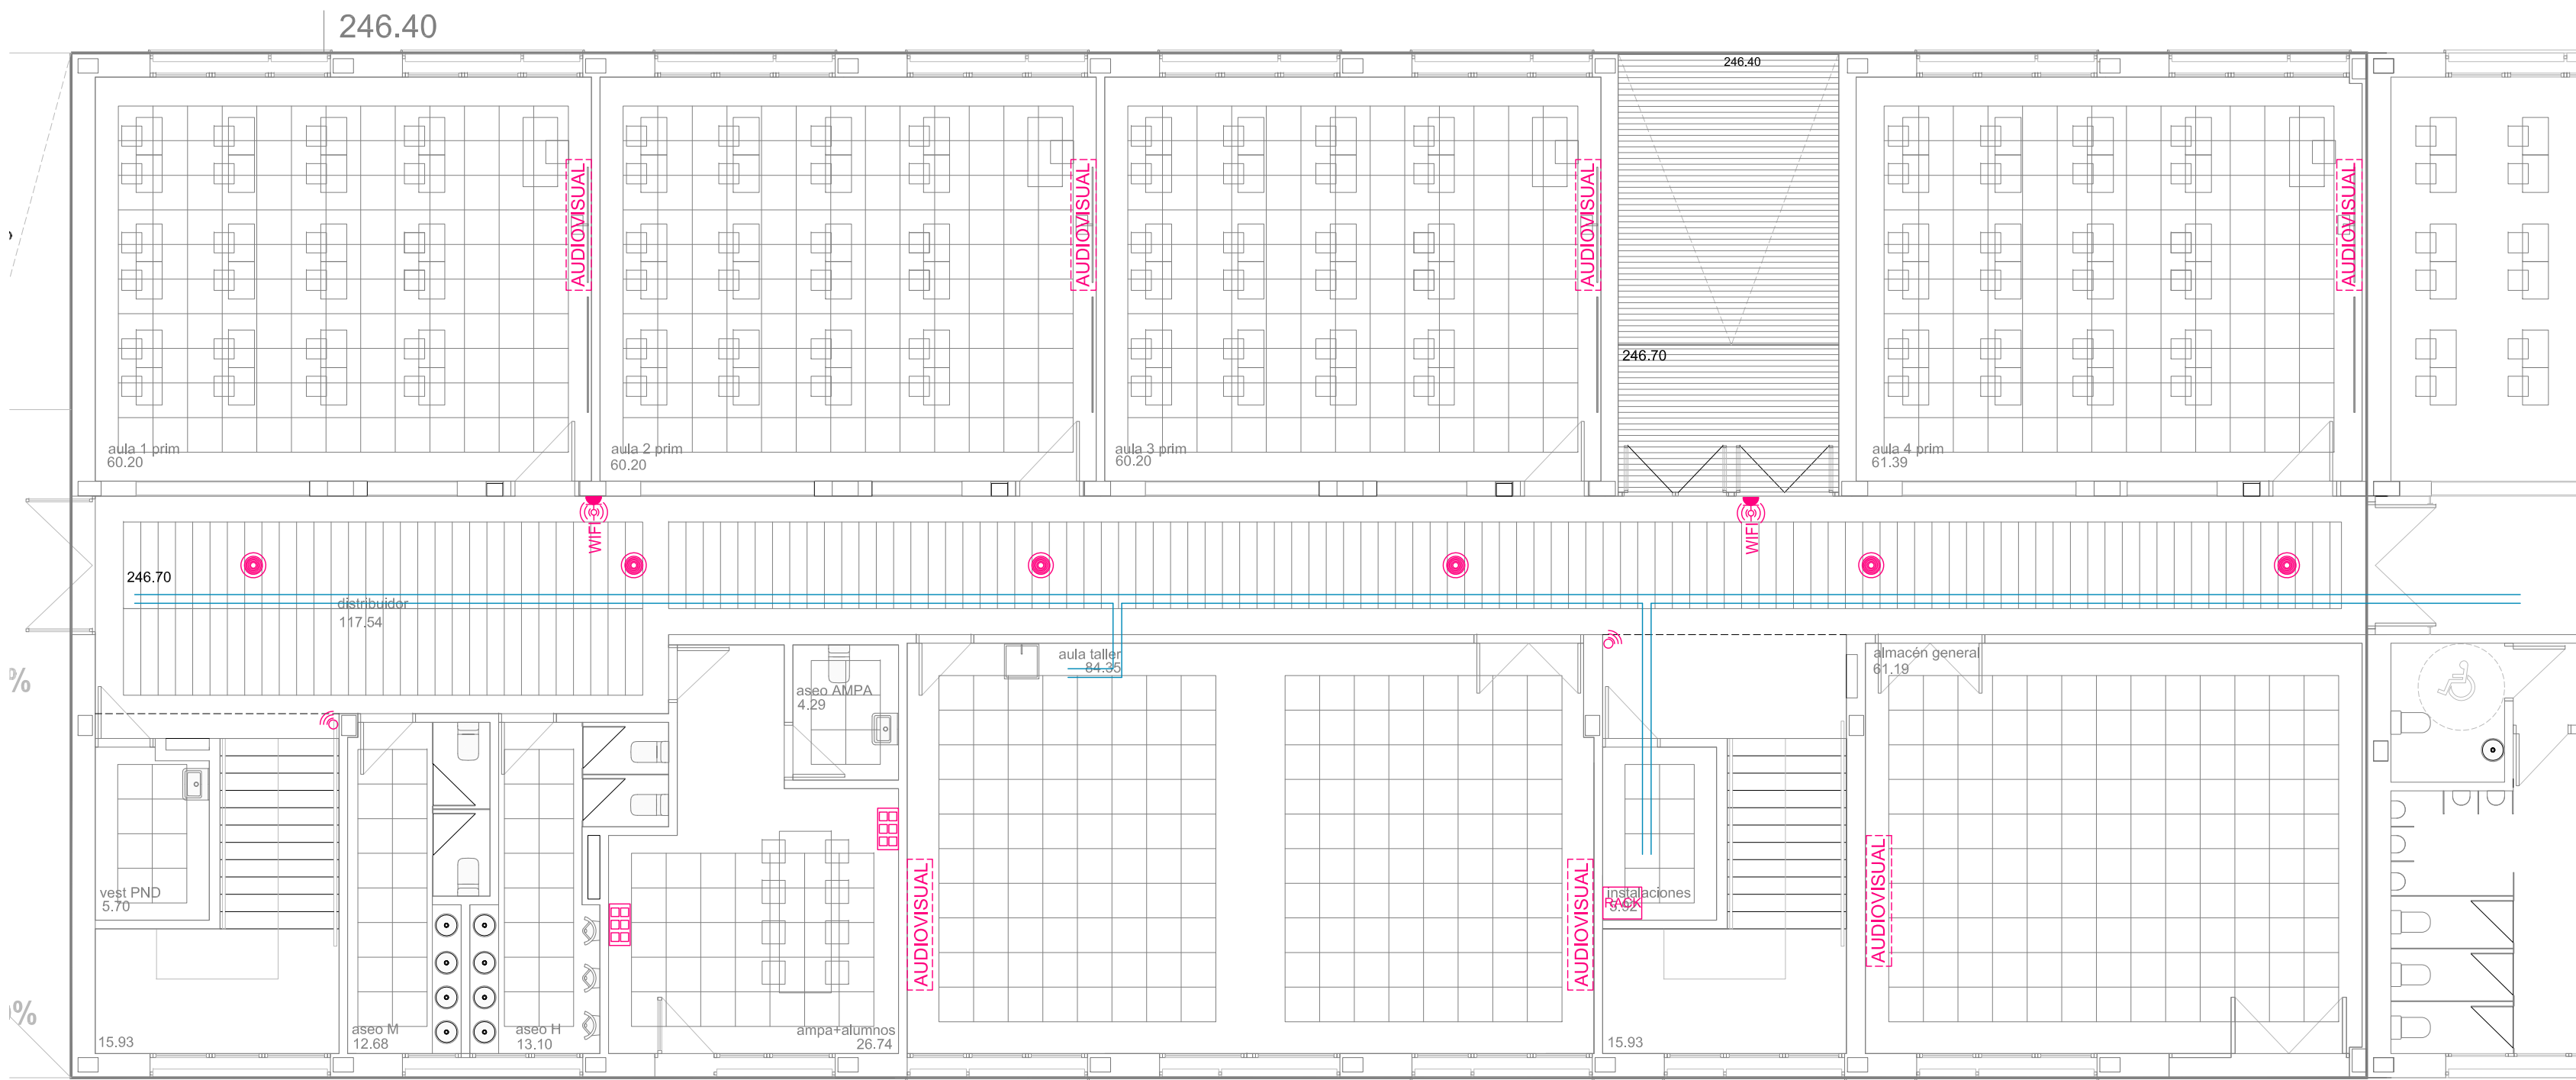 246.40
246.40
AUDIOVISUAL
AUDIOVISUAL
AUDIOVISUAL
AUDIOVISUAL
246.70
aula 1 prim
60.20
aula 2 prim
60.20
aula 3 prim
60.20
aula 4 prim
61.39
WIFI
WIFI
246.70
distribuidor
117.54
%
aseo AMPA
4.29
aula taller
84.35
almacén general
61.19
vest PND
5.70
AUDIOVISUAL
AUDIOVISUAL
AUDIOVISUAL
instalaciones
RACK
%
15.93
aseo M
12.68
aseo H
13.10
ampa+alumnos
26.74
15.93